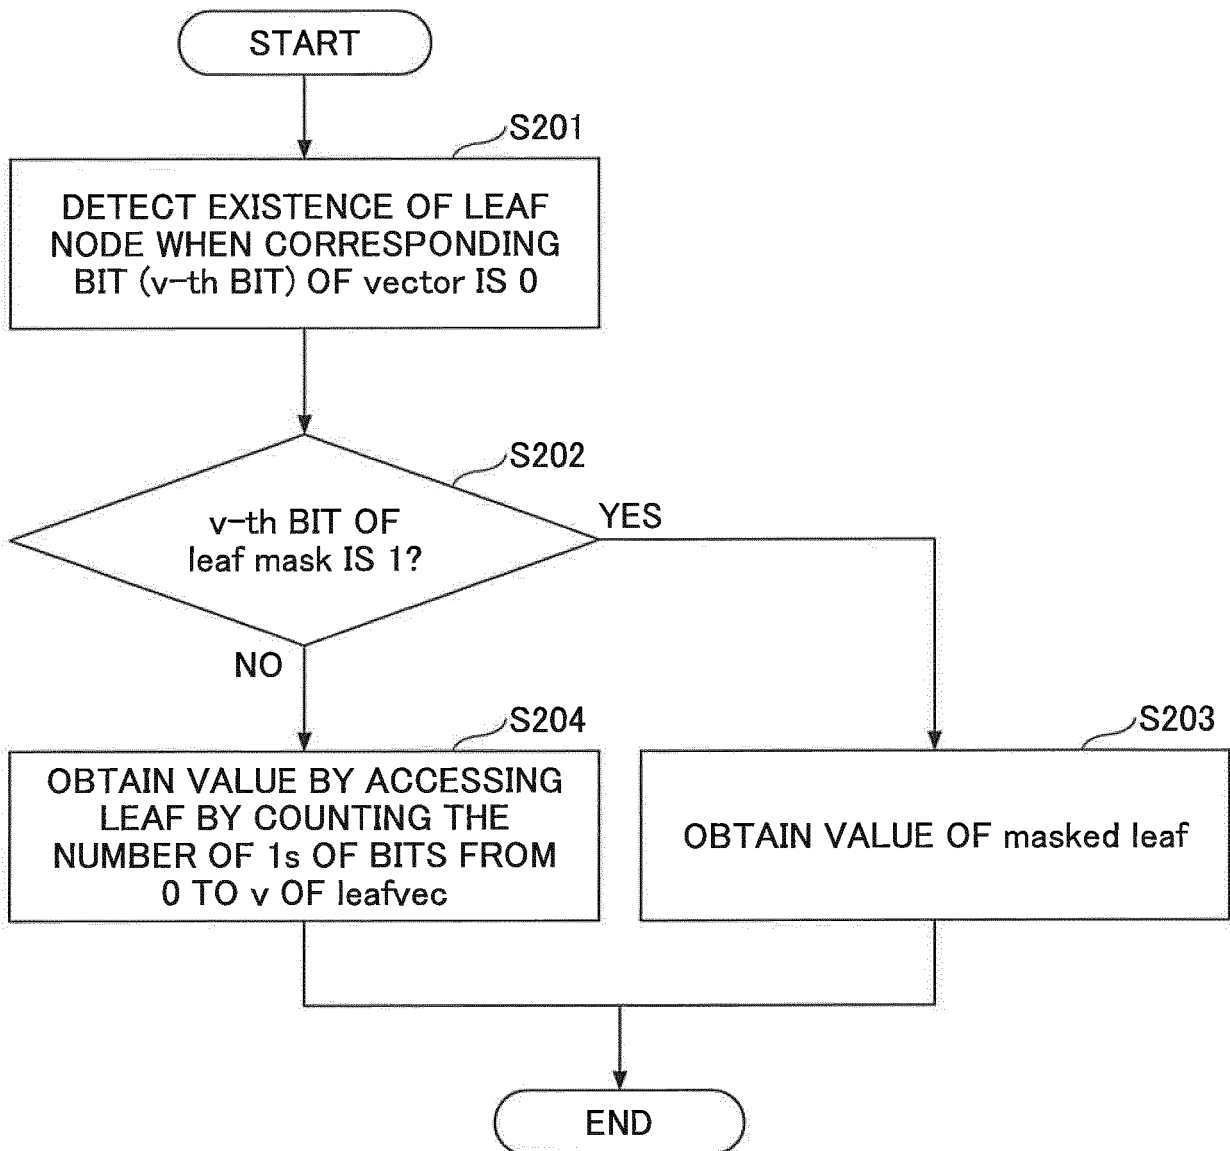 START
S201
DETECT EXISTENCE OF LEAF
NODE WHEN CORRESPONDING
BIT (v-th BIT) OF vector IS 0
S202
v-th BIT OF
leaf mask IS 1?
YES
NO
S204
OBTAIN VALUE BY ACCESSING
LEAF BY COUNTING THE
NUMBER OF 1s OF BITS FROM
0 TO v OF leafvec
S203
OBTAIN VALUE OF masked leaf
END